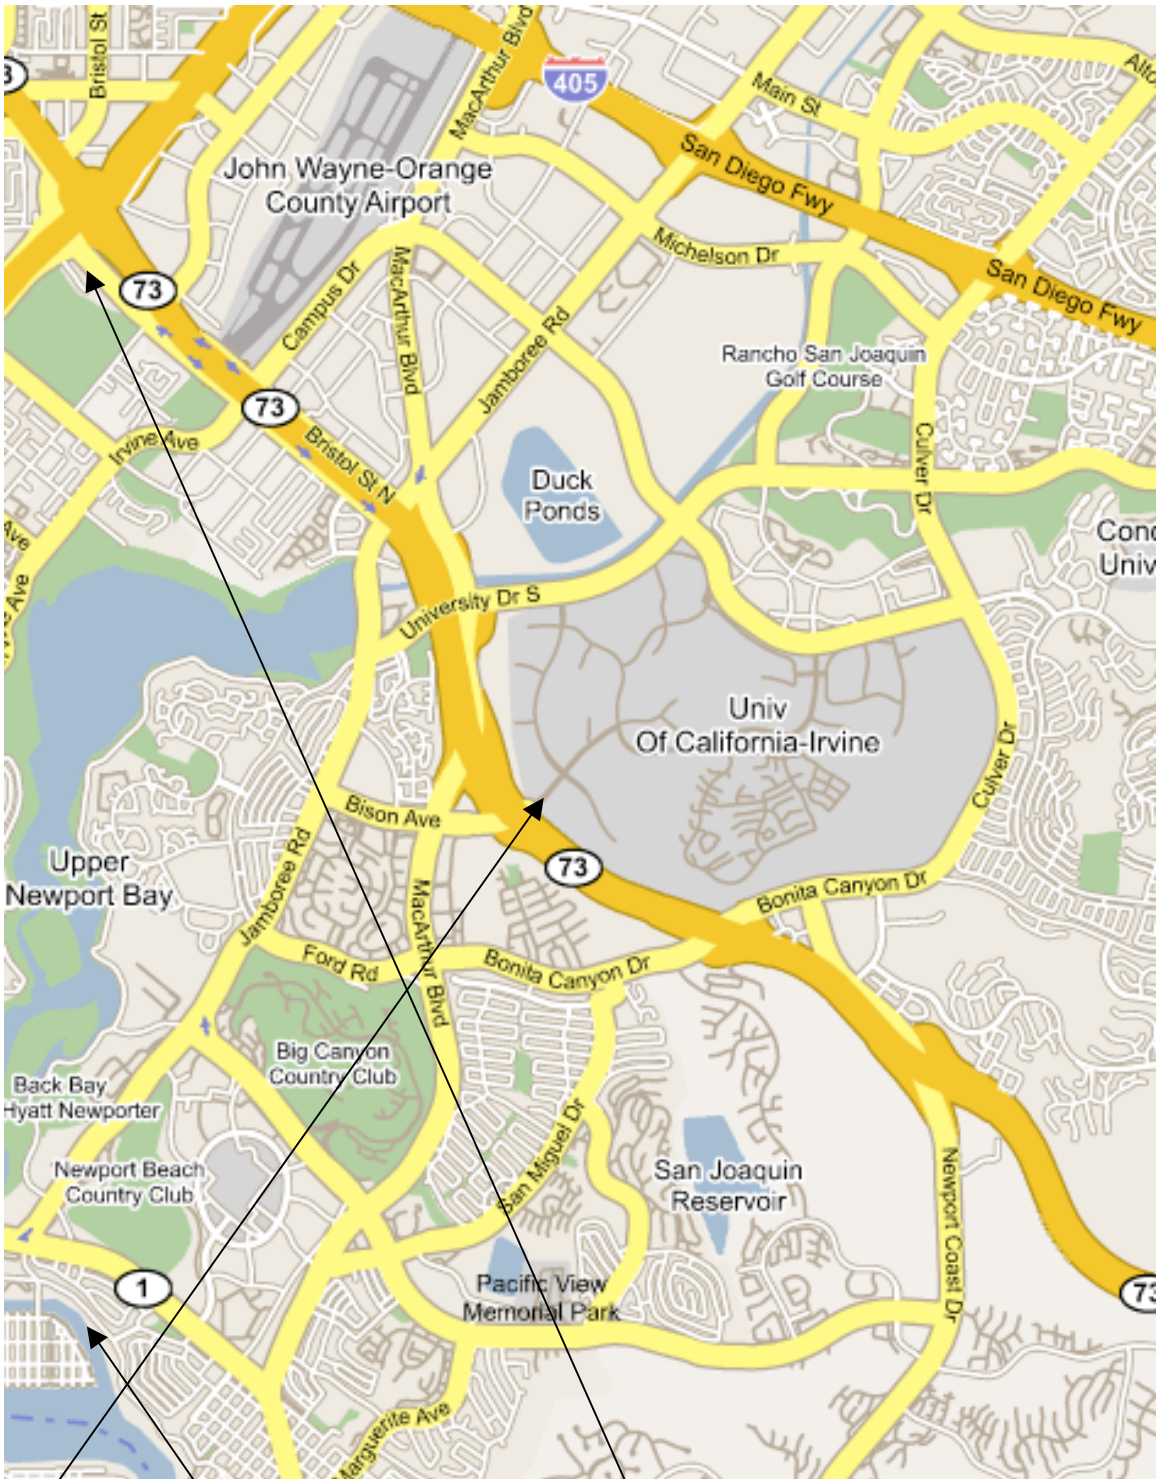 Bristol St
MacArthur Blvd
405
Main St
San Diego Fwy
John Wayne-Orange
County Airport
Michelson Dr
San Diego Fwy
73
Campus Dr
MacArthur Blvd
Jamboree Rd
Rancho San Joaquin
Golf Course
73
Irvine Ave
Bristol St N
Culver Dr
Duck
Ponds
Ave
Conc
Univ
Ave
University Dr S
Univ
Of California-Irvine
Culver Dr
Bison Ave
Upper
Newport Bay
Jamboree Rd
73
MacArthur Blvd
Bonita Canyon Dr
Ford Rd
Bonita Canyon Dr
Big Canyon
Country Club
Back Bay
Hyatt Newporter
San Miguel Dr
Newport Beach
Country Club
San Joaquin
Reservoir
Newport Coast Dr
1
Pacific View
Memorial Park
73
Marguerite Ave